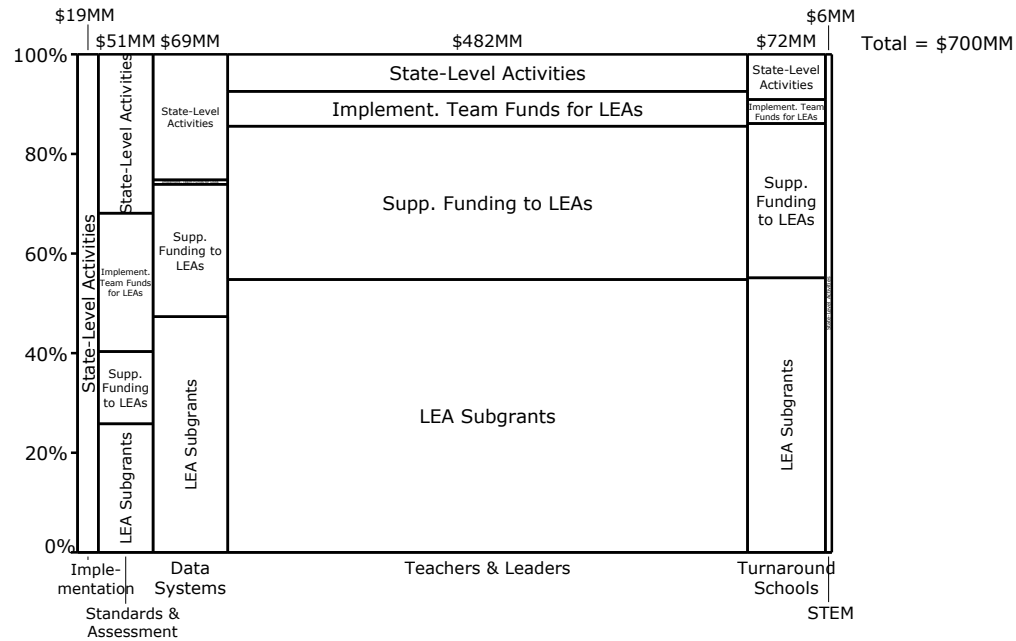 $19MM
$6MM
$51MM
$69MM
$482MM
$72MM
Total = $700MM
100%
80%
60%
40%
20%
0%
State-Level Activities
State-Level Activities
Implement.
Team Funds
for LEAs
Supp.
Funding
to LEAs
LEA Subgrants
State-Level
Activities
Supp.
Funding to
LEAs
LEA Subgrants
State-Level Activities
Implement. Team Funds for LEAs
Supp. Funding to LEAs
LEA Subgrants
State-Level
Activities
Implement. Team
Funds for LEAs
Supp.
Funding
to LEAs
LEA Subgrants
State-Level Activities
Imple-
mentation
Standards &
Assessment
Data
Systems
Teachers & Leaders
Turnaround
Schools
STEM